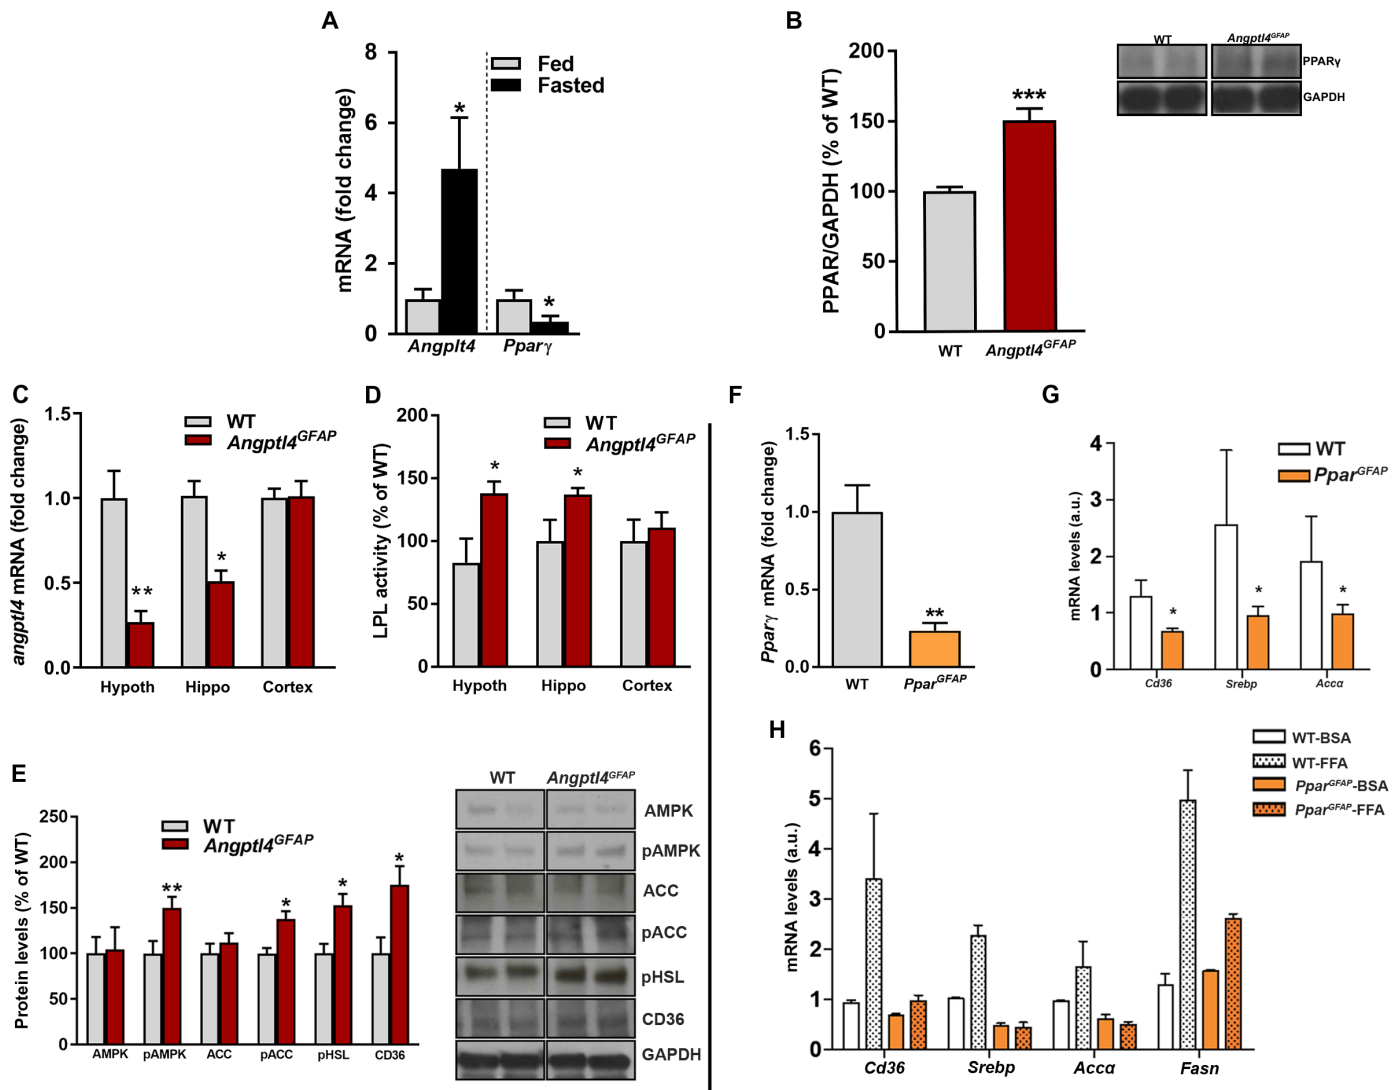 A
mRNA (fold change)
8
6
4
2
0
Fed
Fasted
*
*
Angplt4
Pparγ
B
PPAR/GAPDH (% of WT)
200
150
100
50
0
***
WT
Angptl4GFAP
WT
Angptl4GFAP
PPARγ
GAPDH
C
angptl4 mRNA (fold change)
1.5
1.0
0.5
0.0
WT
Angptl4GFAP
**
*
Hypoth
Hippo
Cortex
D
LPL activity (% of WT)
200
150
100
50
0
WT
Angptl4GFAP
*
*
Hypoth
Hippo
Cortex
F
Pparγ mRNA (fold change)
1.5
1.0
0.5
0.0
**
WT
PparGFAP
G
mRNA levels (a.u.)
4
3
2
1
0
WT
PparGFAP
*
*
*
Cd36
Srebp
Accα
E
Protein levels (% of WT)
250
200
150
100
50
0
WT
Angptl4GFAP
**
*
*
*
AMPK
pAMPK
ACC
pACC
pHSL
CD36
WT
Angptl4GFAP
AMPK
pAMPK
ACC
pACC
pHSL
CD36
GAPDH
H
mRNA levels (a.u.)
6
5
4
3
2
1
0
WT-BSA
WT-FFA
PparGFAP-BSA
PparGFAP-FFA
Cd36
Srebp
Accα
Fasn